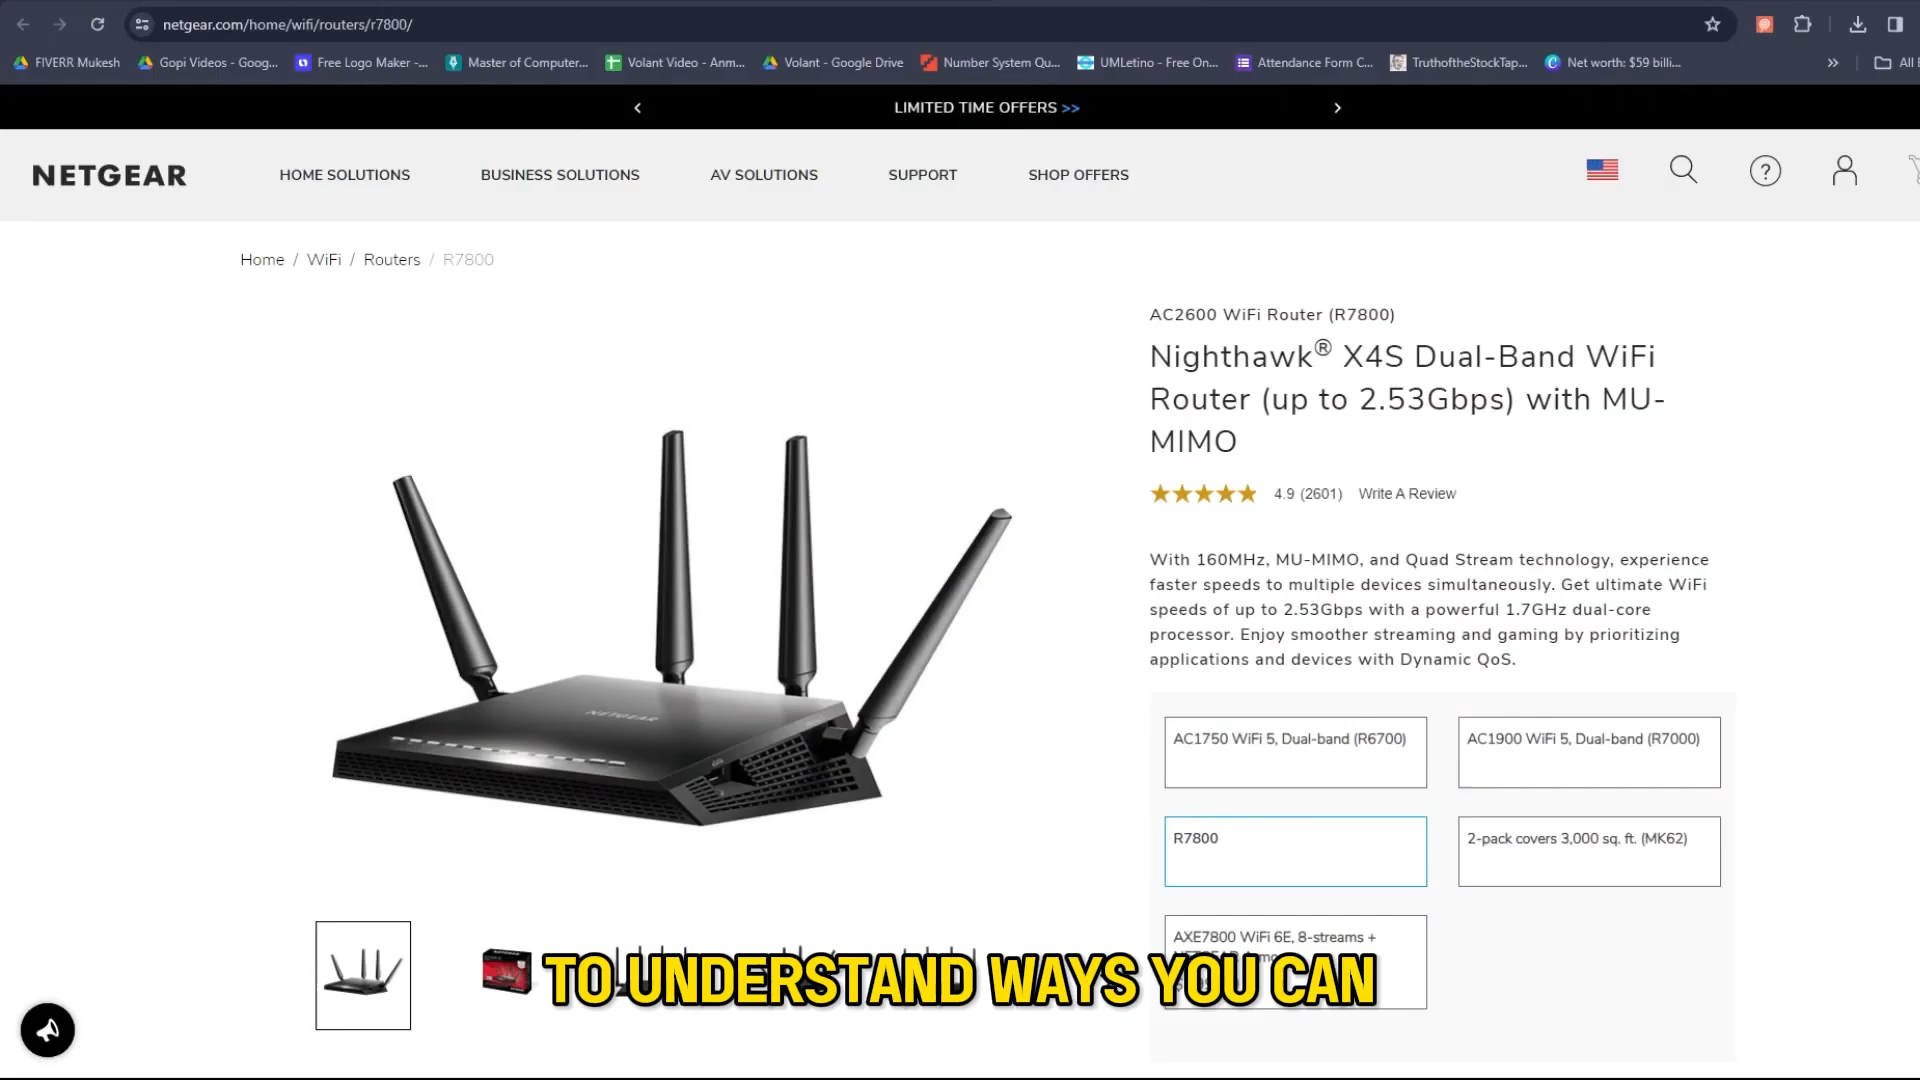 netgear.com/home/wifi/routers/r7800/
FIVERR Mukesh
Gopi Videos - Goog...
Free Logo Maker -...
Master of Computer...
Volant Video - Anm...
Volant - Google Drive
Number System Qu...
UMLetino - Free On...
Attendance Form C...
TruthoftheStockTap...
Net worth: $59 billi...
»
All
LIMITED TIME OFFERS >>
NETGEAR
HOME SOLUTIONS
BUSINESS SOLUTIONS
AV SOLUTIONS
SUPPORT
SHOP OFFERS
Home / WiFi / Routers / R7800
AC2600 WiFi Router (R7800)
Nighthawk® X4S Dual-Band WiFi
Router (up to 2.53Gbps) with MU-
MIMO
4.9 (2601) Write A Review
With 160MHz, MU-MIMO, and Quad Stream technology, experience
faster speeds to multiple devices simultaneously. Get ultimate WiFi
speeds of up to 2.53Gbps with a powerful 1.7GHz dual-core
processor. Enjoy smoother streaming and gaming by prioritizing
applications and devices with Dynamic QoS.
NETGEAR
AC1750 WiFi 5, Dual-band (R6700)
AC1900 WiFi 5, Dual-band (R7000)
R7800
2-pack covers 3,000 sq. ft. (MK62)
AXE7800 WiFi 6E, 8-streams +
TO UNDERSTAND WAYS YOU CAN